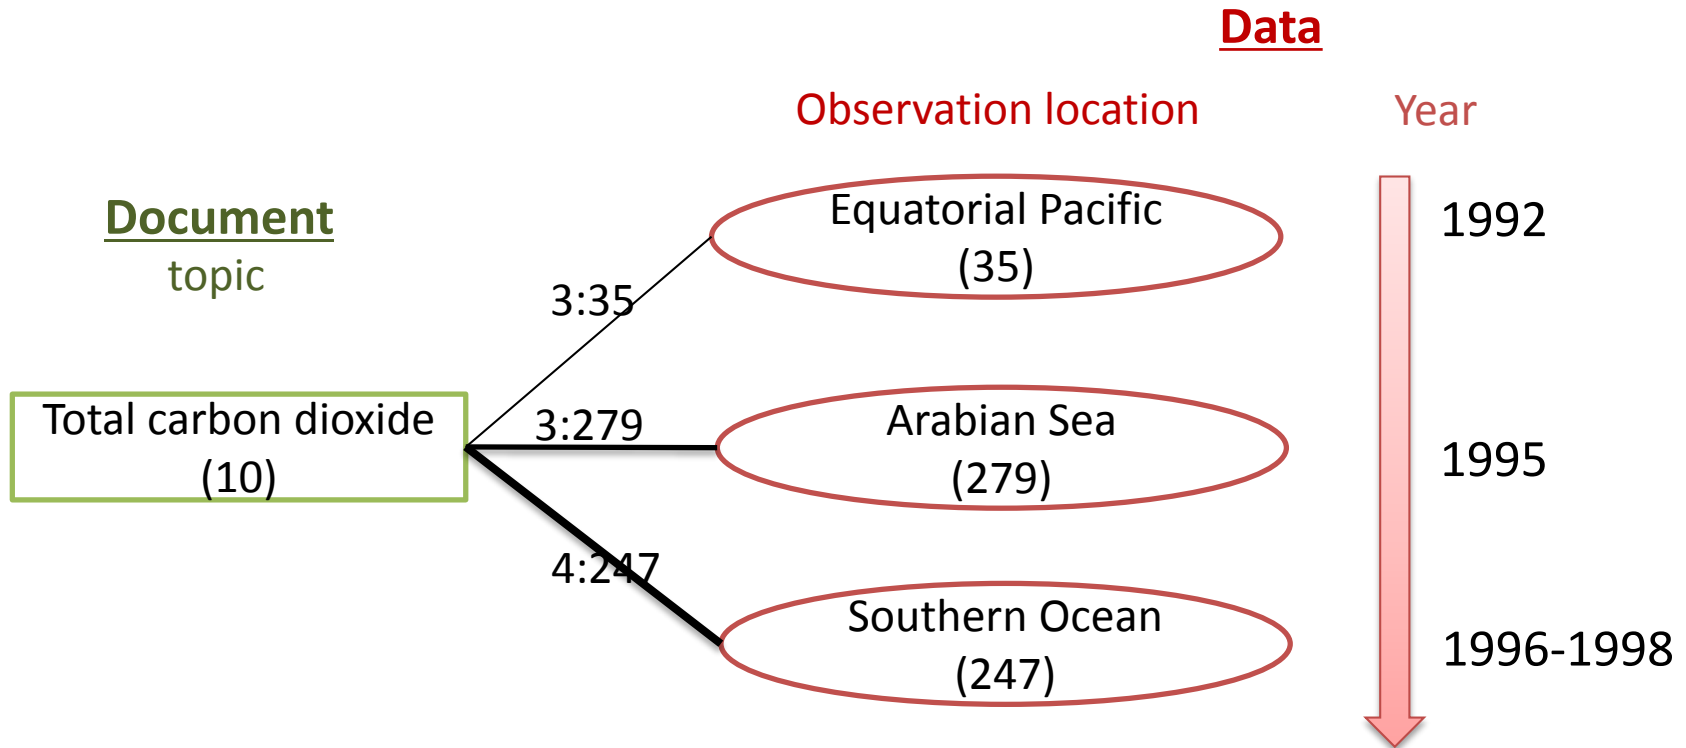 Data
Observation location
Year
Document
topic
Equatorial Pacific
(35)
1992
3:35
Total carbon dioxide
(10)
3:279
Arabian Sea
(279)
1995
4:247
Southern Ocean
(247)
1996-1998